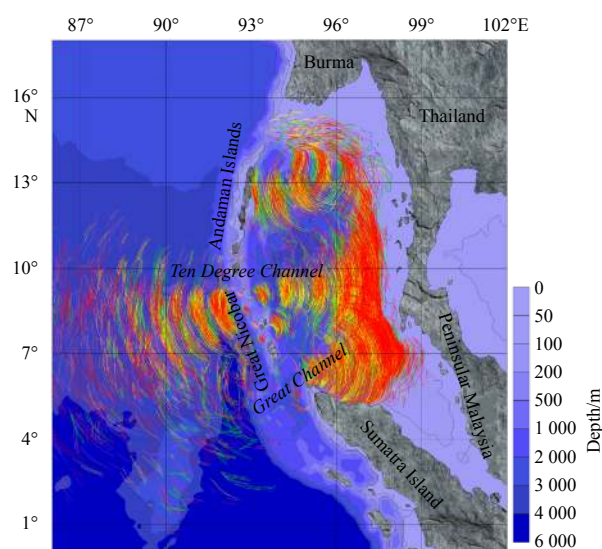 87° 90° 93° 96° 99° 102°E
Burma
16°
N
Thailand
Andaman Islands
13°
10°
Ten Degree Channel
0
50
100
200
500
1 000
2 000
3 000
4 000
6 000
Depth/m
Great Nicobar
Great Channel
Peninsular Malaysia
7°
4°
Sumatra Island
1°